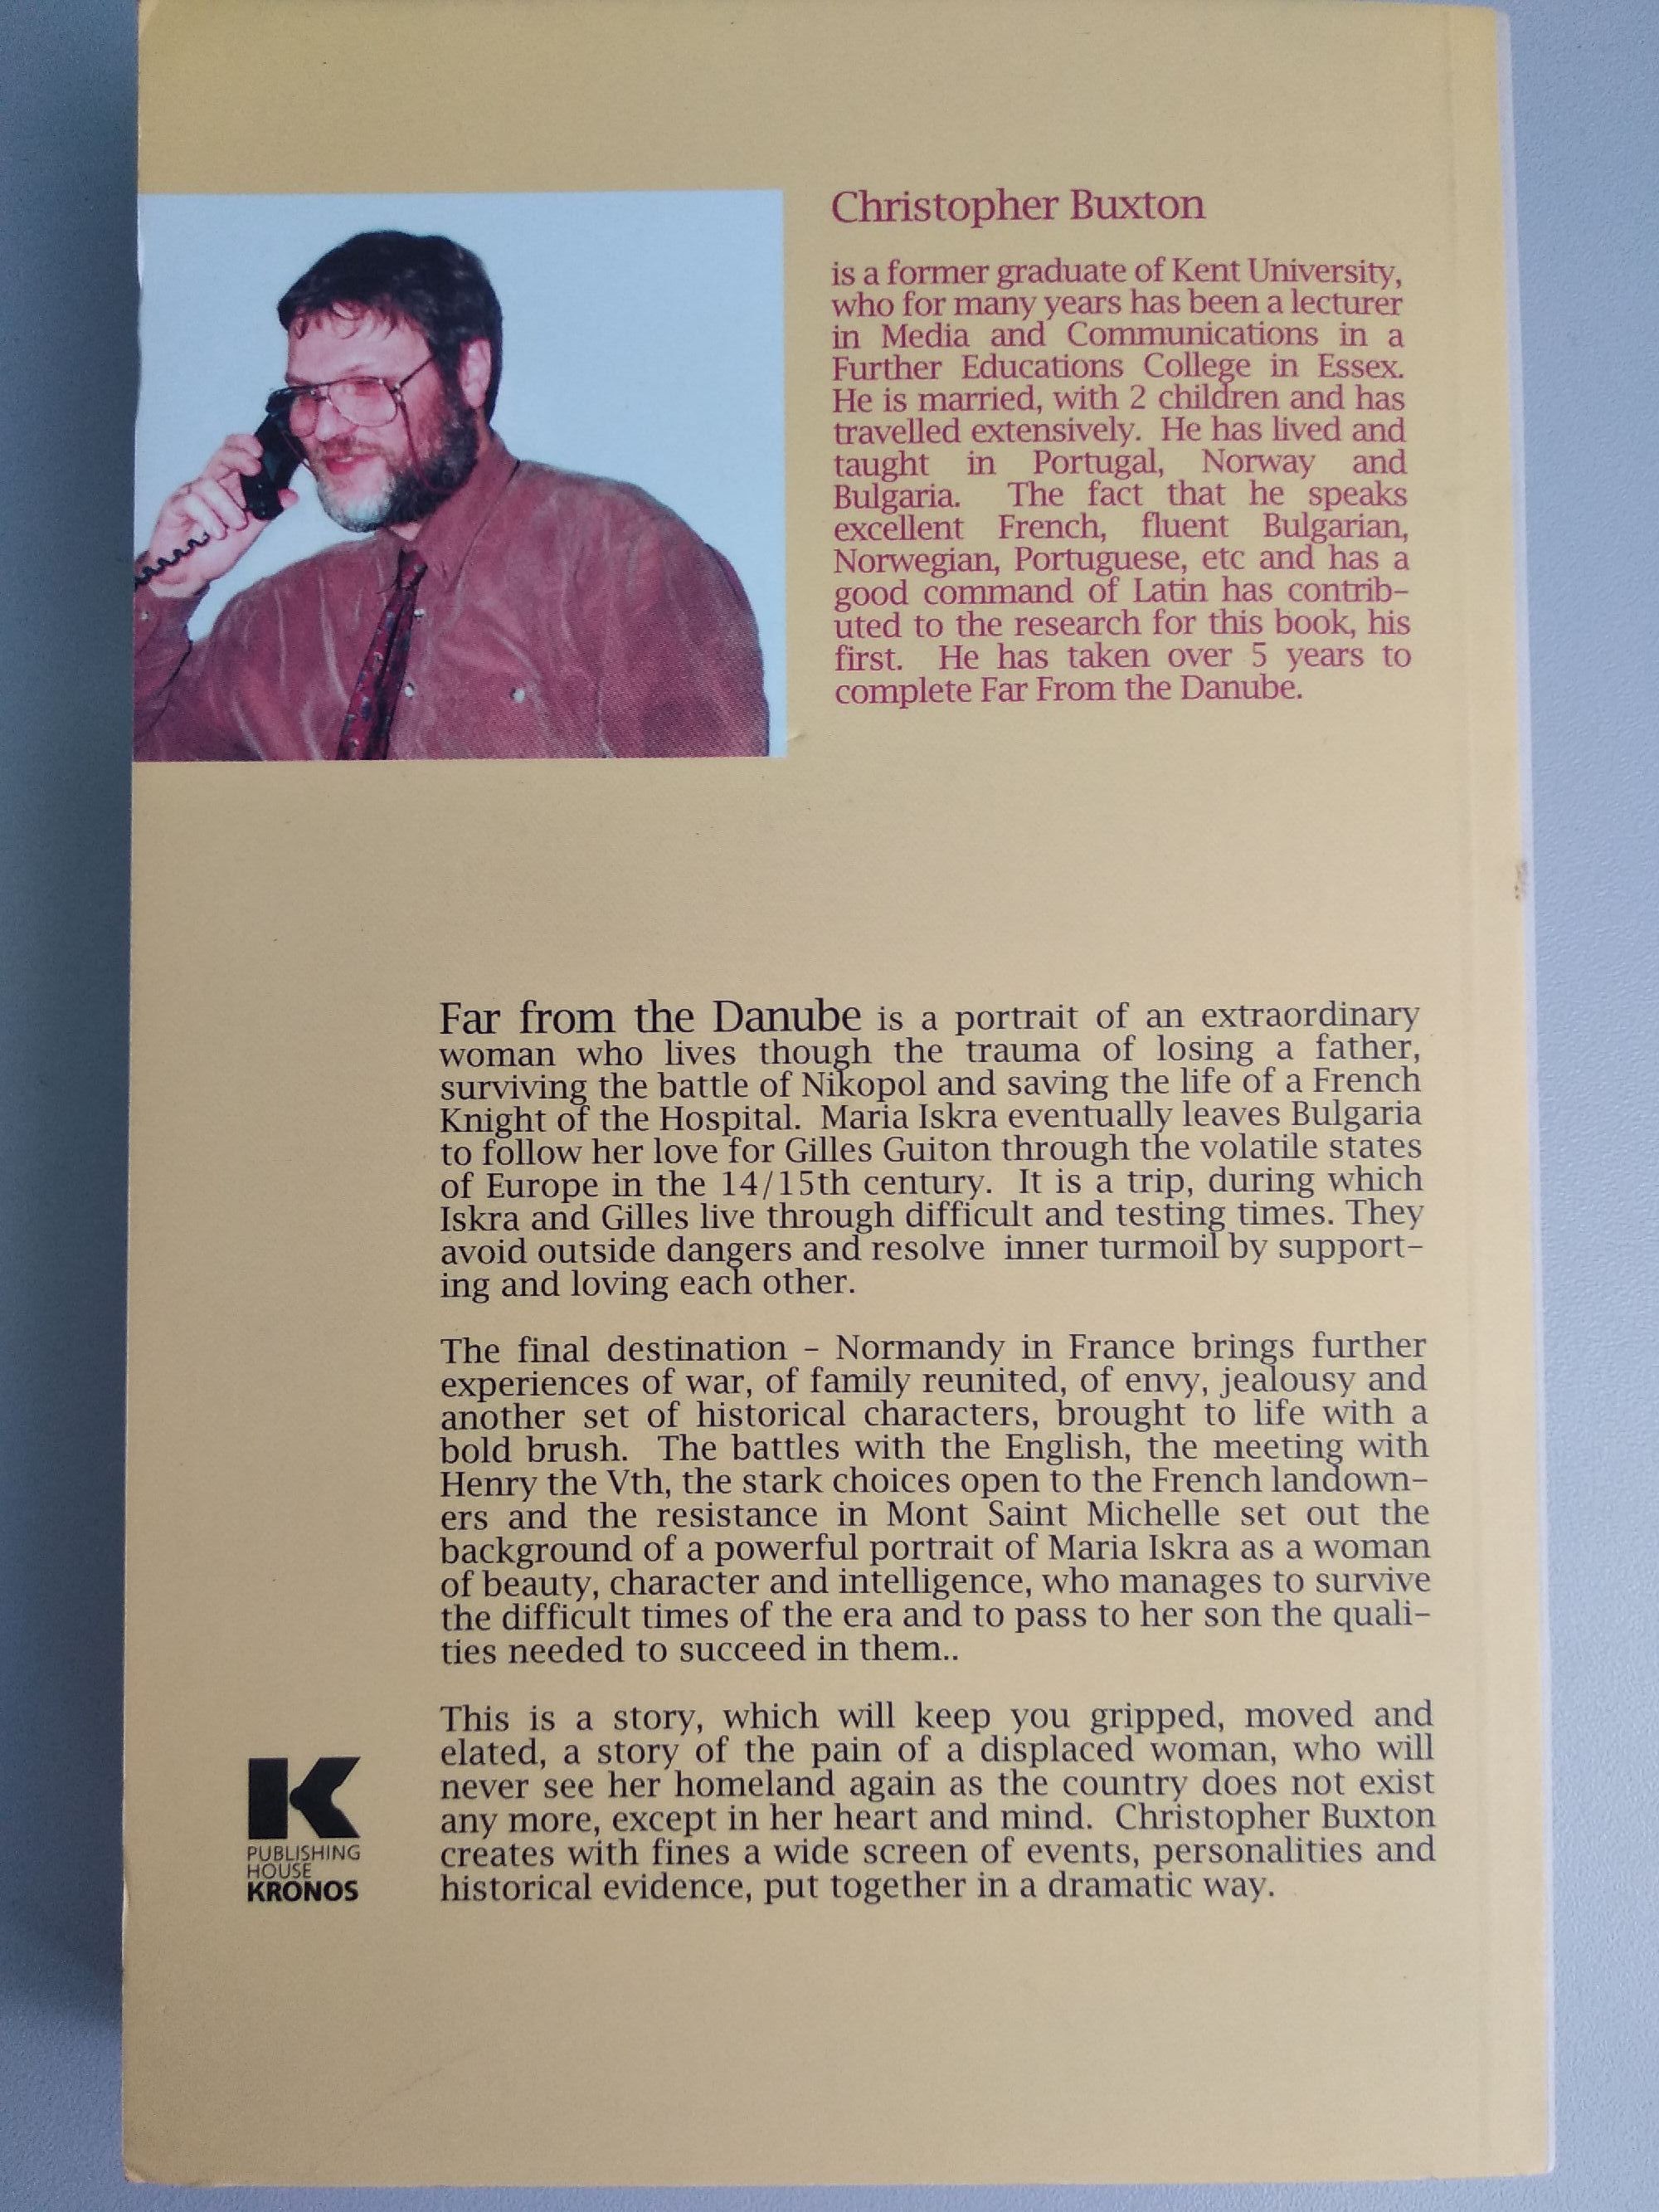 Christopher Buxton
is a former graduate of Kent University,
who for many years has been a lecturer
in Media and Communications in a
Further Educations College in Essex.
He is married, with 2 children and has
travelled extensively. He has lived and
taught in Portugal, Norway and
Bulgaria. The fact that he speaks
excellent French, fluent Bulgarian,
Norwegian, Portuguese, etc and has a
good command of Latin has contrib-
uted to the research for this book, his
first. He has taken over 5 years to
complete Far From the Danube.
Far from the Danube is a portrait of an extraordinary
woman who lives though the trauma of losing a father,
surviving the battle of Nikopol and saving the life of a French
Knight of the Hospital. Maria Iskra eventually leaves Bulgaria
to follow her love for Gilles Guiton through the volatile states
of Europe in the 14/15th century. It is a trip, during which
Iskra and Gilles live through difficult and testing times. They
avoid outside dangers and resolve inner turmoil by support-
ing and loving each other.
The final destination - Normandy in France brings further
experiences of war, of family reunited, of envy, jealousy and
another set of historical characters, brought to life with a
bold brush. The battles with the English, the meeting with
Henry the Vth, the stark choices open to the French landown-
ers and the resistance in Mont Saint Michelle set out the
background of a powerful portrait of Maria Iskra as a woman
of beauty, character and intelligence, who manages to survive
the difficult times of the era and to pass to her son the quali-
ties needed to succeed in them..
This is a story, which will keep you gripped, moved and
elated, a story of the pain of a displaced woman, who will
never see her homeland again as the country does not exist
any more, except in her heart and mind. Christopher Buxton
creates with fines a wide screen of events, personalities and
historical evidence, put together in a dramatic way.
K
PUBLISHING
HOUSE
KRONOS